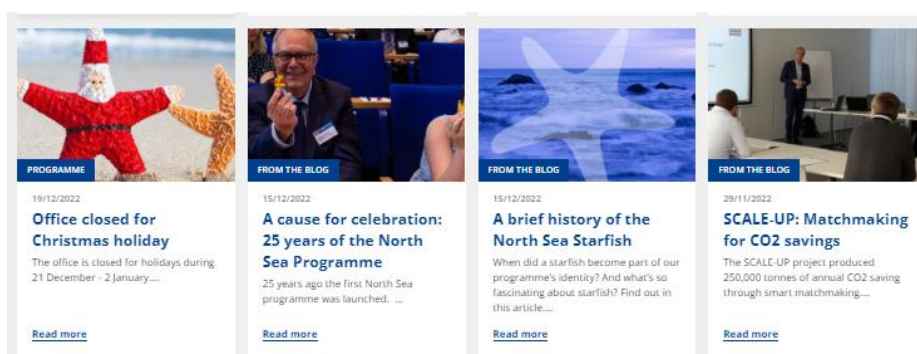 PROGRAMME
19/12/2022
Office closed for
Christmas holiday
The office is closed for holidays during
21 December - 2 January....
Read more
FROM THE BLOG
15/12/2022
A cause for celebration:
25 years of the North
Sea Programme
25 years ago the first North Sea
programme was launched. ...
Read more
FROM THE BLOG
15/12/2022
A brief history of the
North Sea Starfish
When did a starfish become part of our
programme's identity? And what's so
fascinating about starfish? Find out in
this article....
Read more
FROM THE BLOG
29/11/2022
SCALE-UP: Matchmaking
for CO2 savings
The SCALE-UP project produced
250,000 tonnes of annual CO2 saving
through smart matchmaking....
Read more